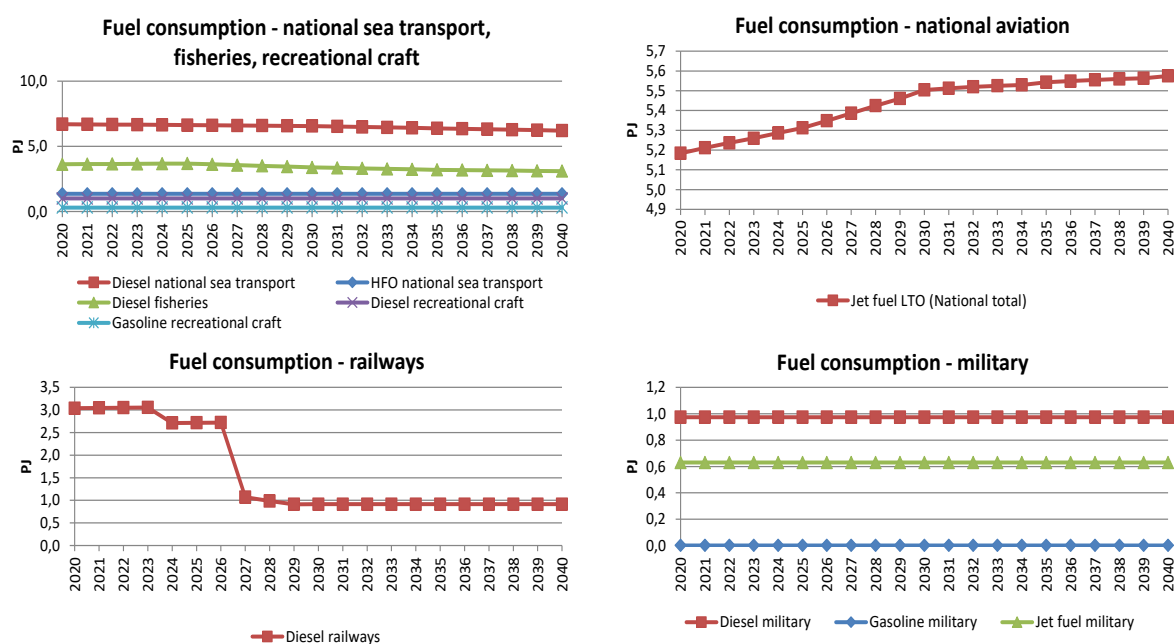 Fuel consumption - national sea transport,
fisheries, recreational craft
10,0
5,0
0,0
PJ
2020 2021 2022 2023 2024 2025 2026 2027 2028 2029 2030 2031 2032 2033 2034 2035 2036 2037 2038 2039 2040
Diesel national sea transport HFO national sea transport
Diesel fisheries Diesel recreational craft
Gasoline recreational craft
Fuel consumption - national aviation
5,7
5,6
5,5
5,4
5,3
5,2
5,1
5,0
4,9
PJ
2020 2021 2022 2023 2024 2025 2026 2027 2028 2029 2030 2031 2032 2033 2034 2035 2036 2037 2038 2039 2040
Jet fuel LTO (National total)
Fuel consumption - railways
3,5
3,0
2,5
2,0
1,5
1,0
0,5
0,0
PJ
2020 2021 2022 2023 2024 2025 2026 2027 2028 2029 2030 2031 2032 2033 2034 2035 2036 2037 2038 2039 2040
Diesel railways
Fuel consumption - military
1,2
1,0
0,8
0,6
0,4
0,2
0,0
PJ
2020 2021 2022 2023 2024 2025 2026 2027 2028 2029 2030 2031 2032 2033 2034 2035 2036 2037 2038 2039 2040
Diesel military Gasoline military Jet fuel military